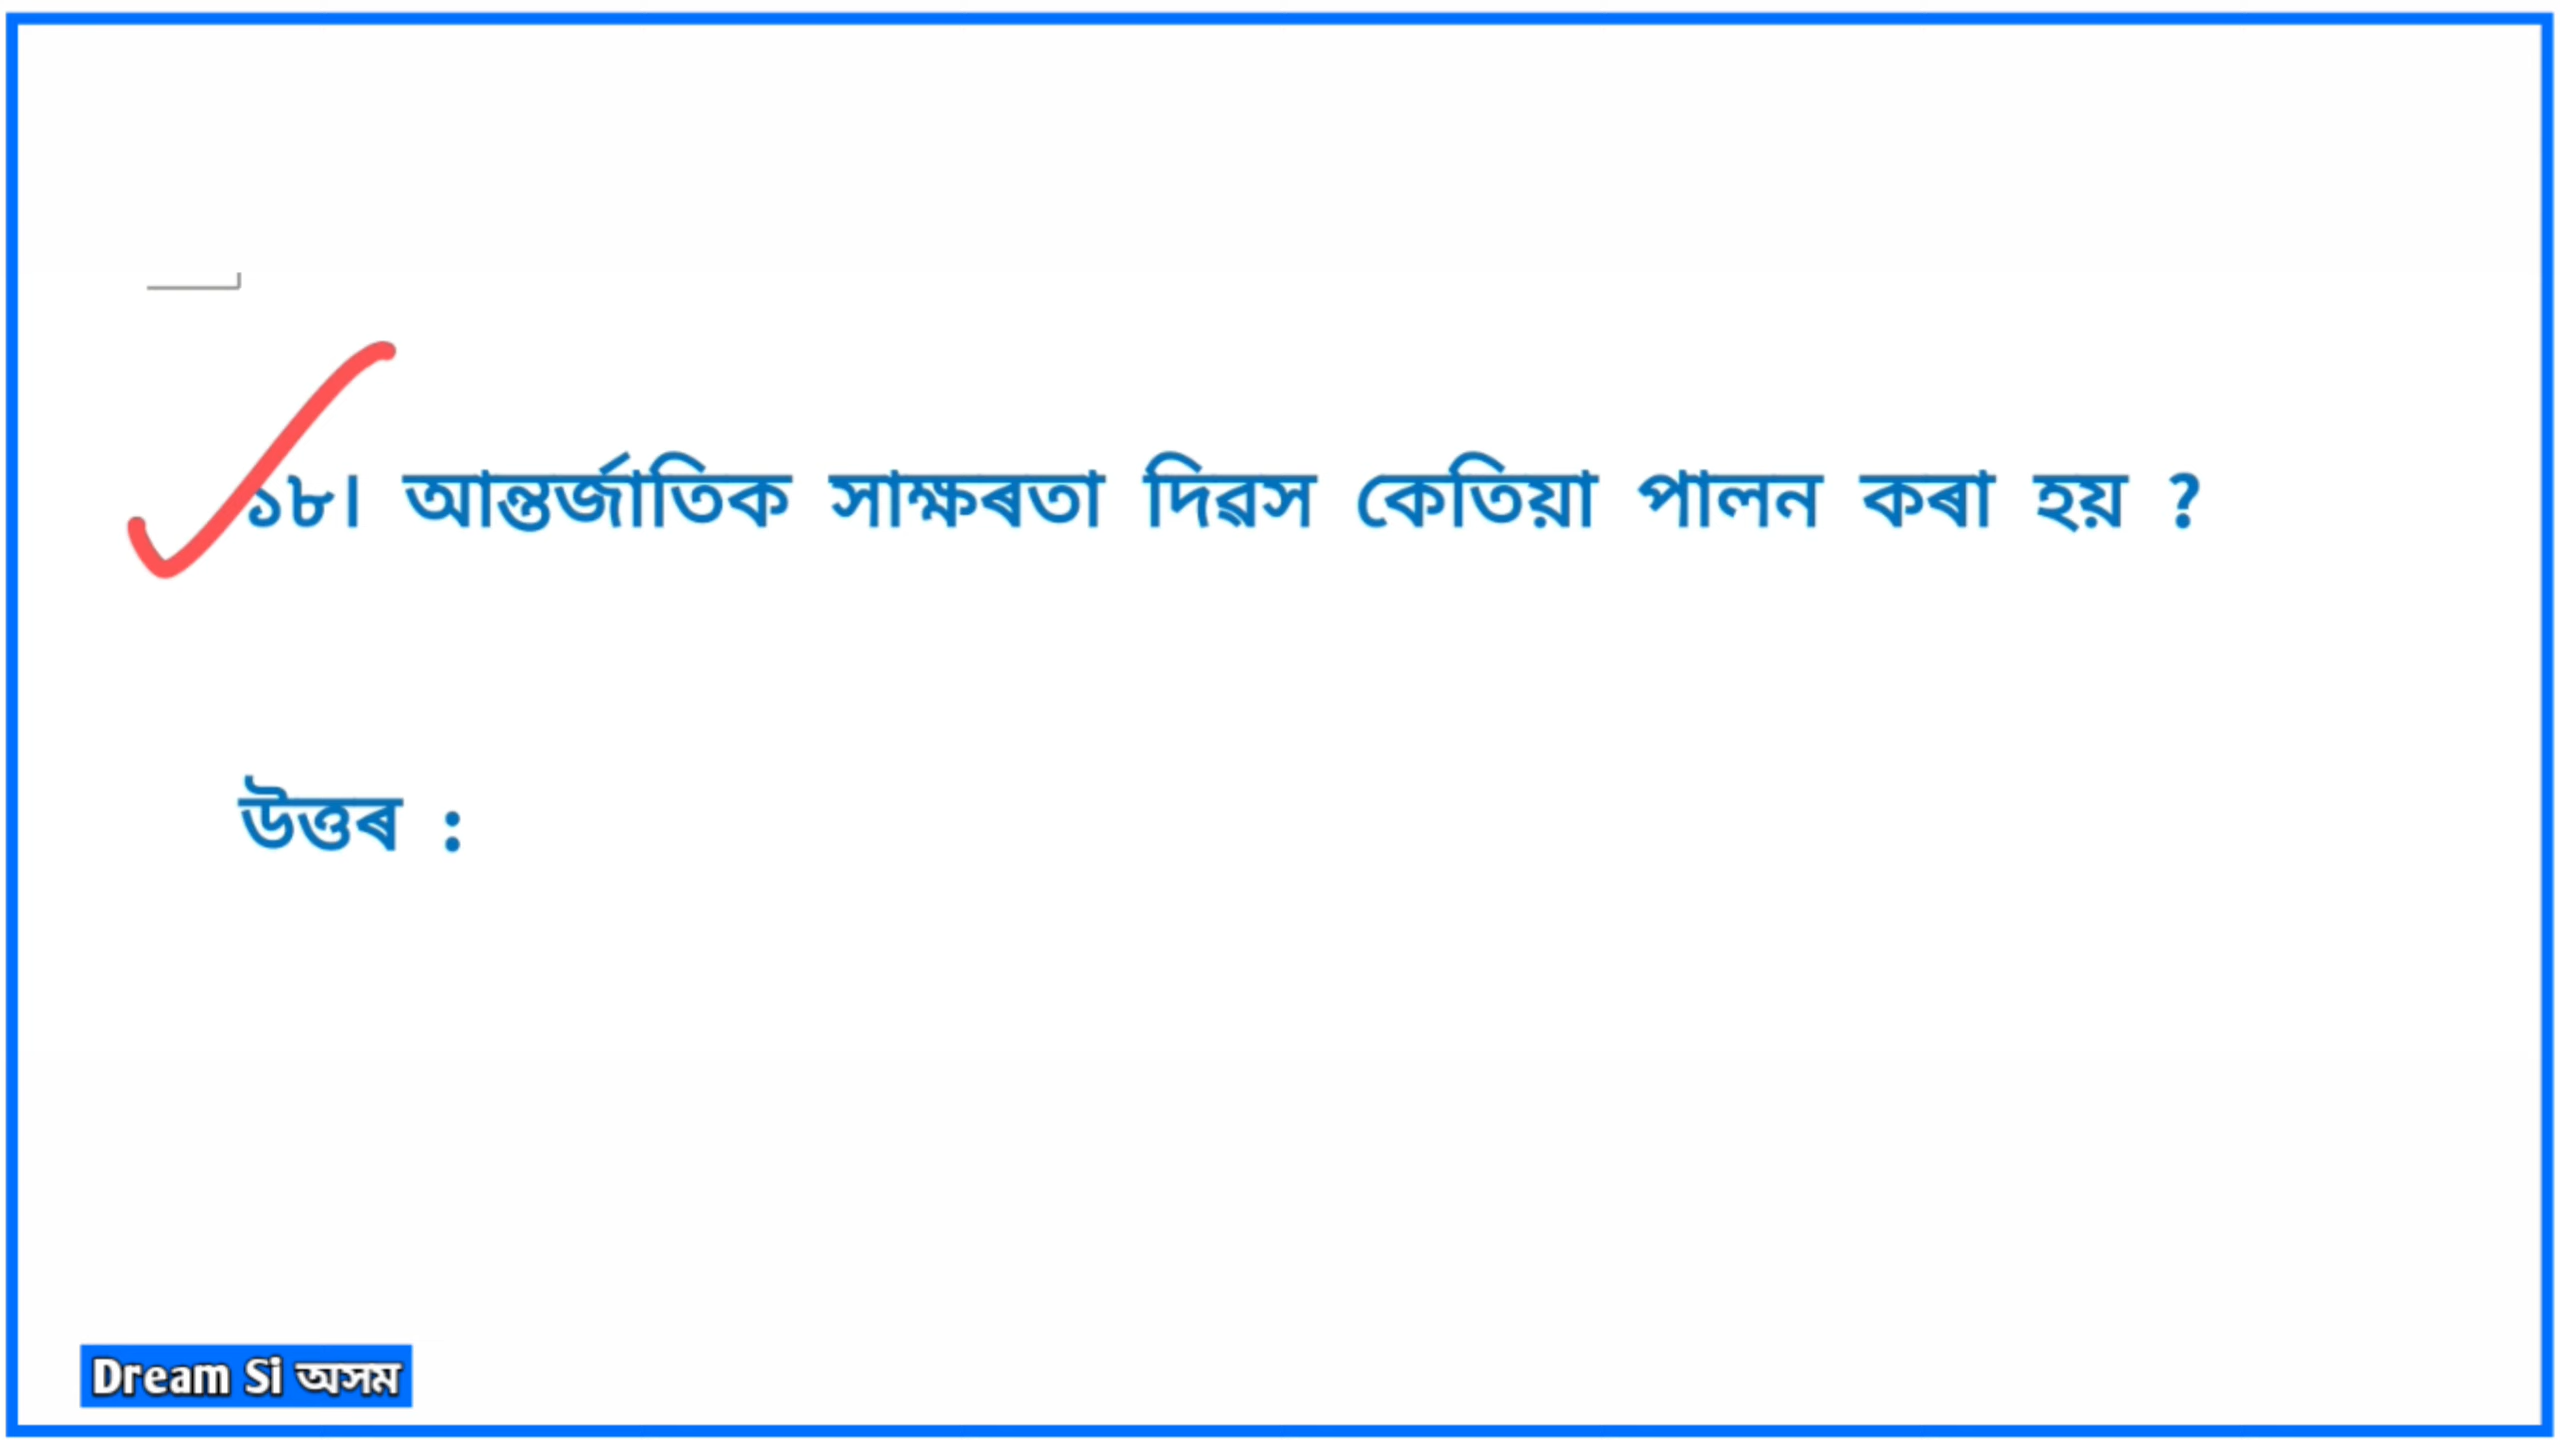 ১৮। আন্তৰ্জাতিক সাক্ষৰতা দিৱস কেতিয়া পালন কৰা হয় ?
উত্তৰ :
Dream Si অসম